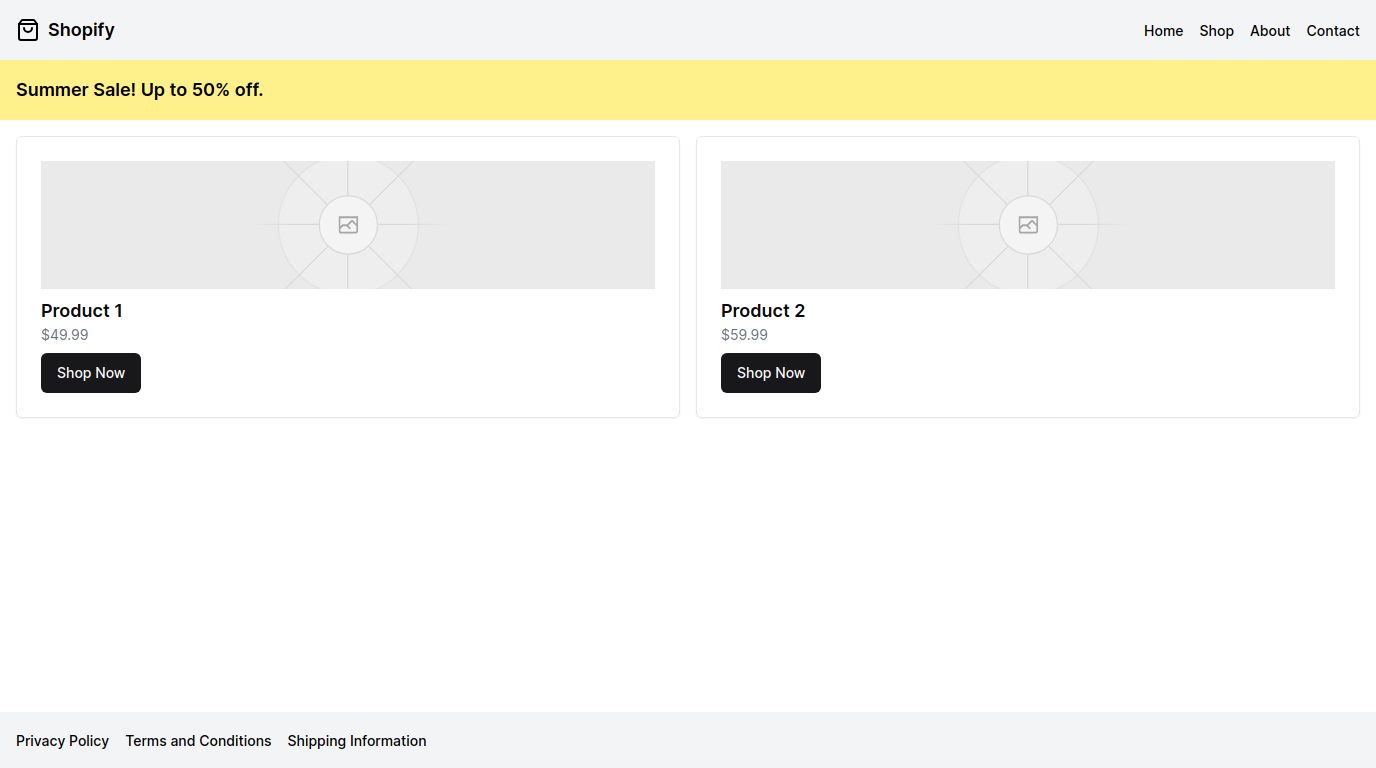 Shopify
Home Shop About Contact
Summer Sale! Up to 50% off.
Product 1
$49.99
Shop Now
Product 2
$59.99
Shop Now
Privacy Policy Terms and Conditions Shipping Information